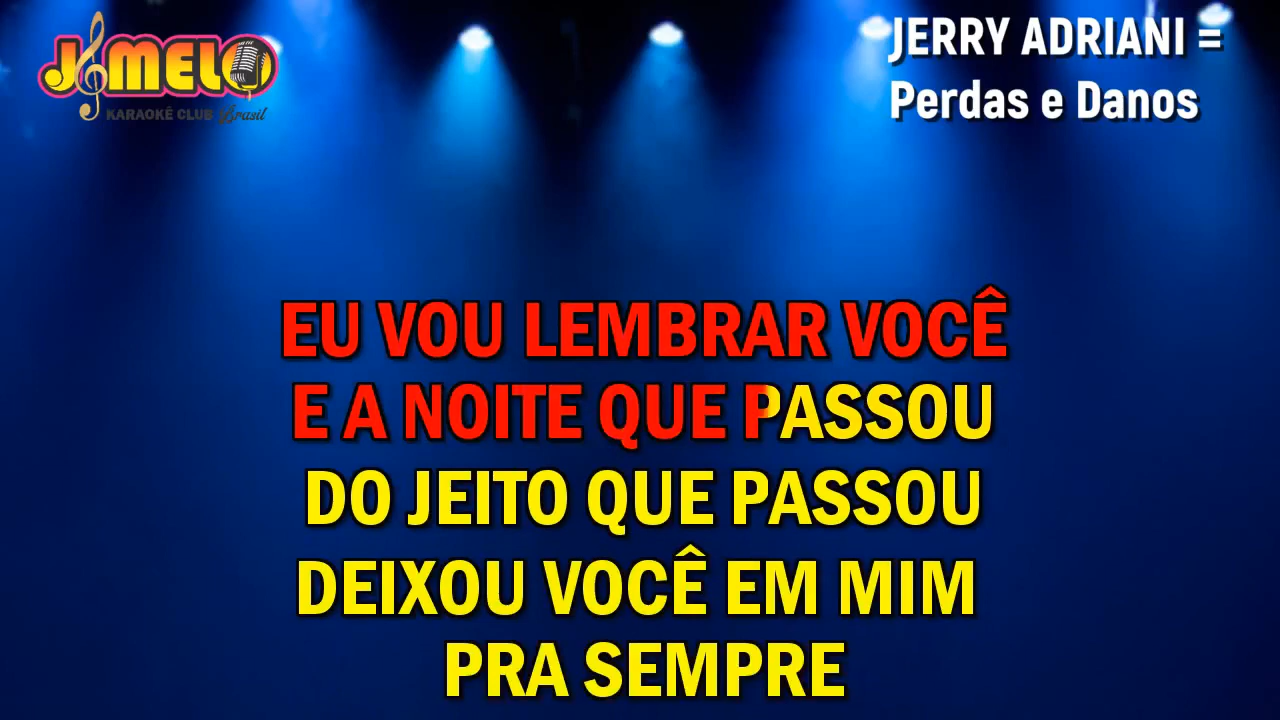 J MELO
KARAOKÊ CLUB Brasil
JERRY ADRIANI =
Perdas e Danos
EU VOU LEMBRAR VOCÊ
E A NOITE QUE PASSOU
DO JEITO QUE PASSOU
DEIXOU VOCÊ EM MIM
PRA SEMPRE